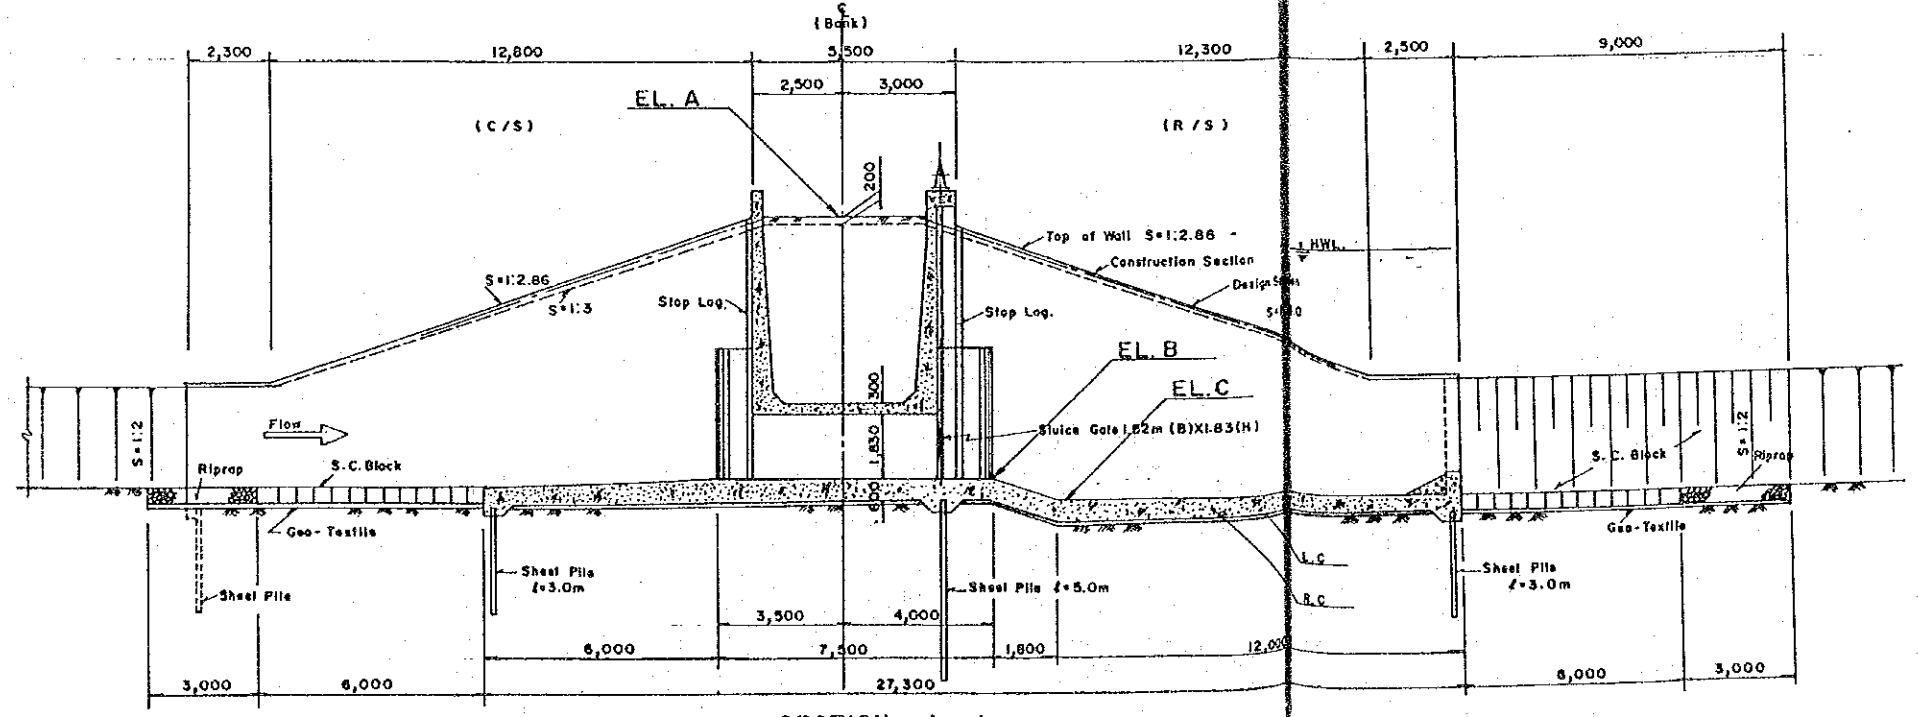 ℄
(Bank)
2,300
12,800
5,500
12,300
2,500
9,000
2,500
3,000
EL. A
(C/S)
(R/S)
200
Top of Wall S=1:2.86
HWL.
Construction Section
S=1:2.86
S=1:3
Stop Log.
Stop Log.
EL. B
EL. C
300
Flow
S=1:2
1,830
Sluice Gate 1.82m (B)X1.83(H)
S=1:2
Riprap
S.C. Block
S.C. Block
Riprap
600
Geo-Textile
Geo-Textile
L.C
Sheet Pile
Sheet Pile
ℓ=3.0m
Sheet Pile ℓ=5.0m
R.C
Sheet Pile
ℓ=3.0m
3,500
4,000
6,000
7,500
1,800
12,000
3,000
6,000
27,300
6,000
3,000